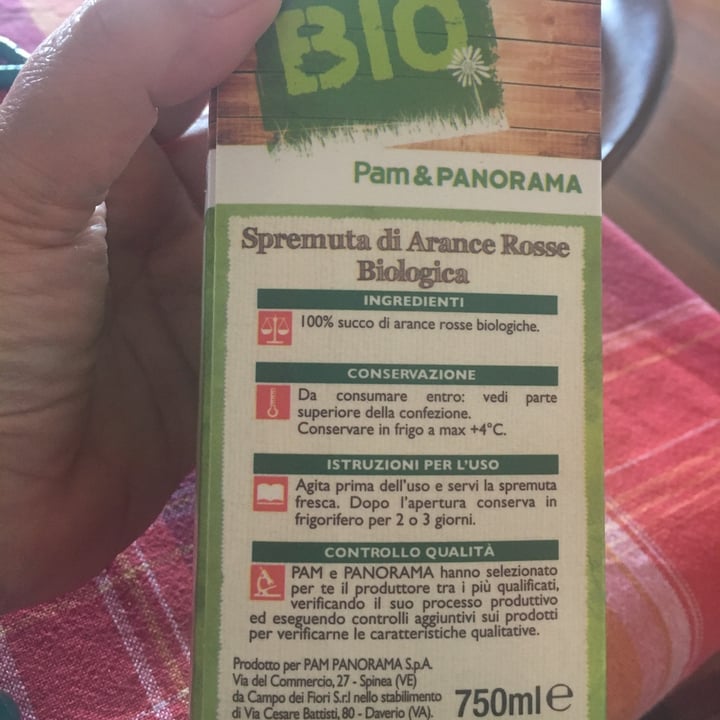 BIO
Pam&PANORAMA
Spremuta di Arance Rosse
Biologica
INGREDIENTI
100% succo di arance rosse biologiche.
CONSERVAZIONE
Da consumare entro: vedi parte
superiore della confezione.
Conservare in frigo a max +4°C.
ISTRUZIONI PER L'USO
Agita prima dell'uso e servi la spremuta
fresca. Dopo l'apertura conserva in
frigorifero per 2 o 3 giorni.
CONTROLLO QUALITÀ
PAM e PANORAMA hanno selezionato
per te il produttore tra i più qualificati,
verificando il suo processo produttivo
ed eseguendo controlli aggiuntivi sui prodotti
per verificarne le caratteristiche qualitative.
Prodotto per PAM PANORAMA S.p.A.
Via del Commercio, 27 - Spinea (VE)
da Campo dei Fiori S.r.l nello stabilimento
di Via Cesare Battisti, 80 - Daverio (VA).
750ml e